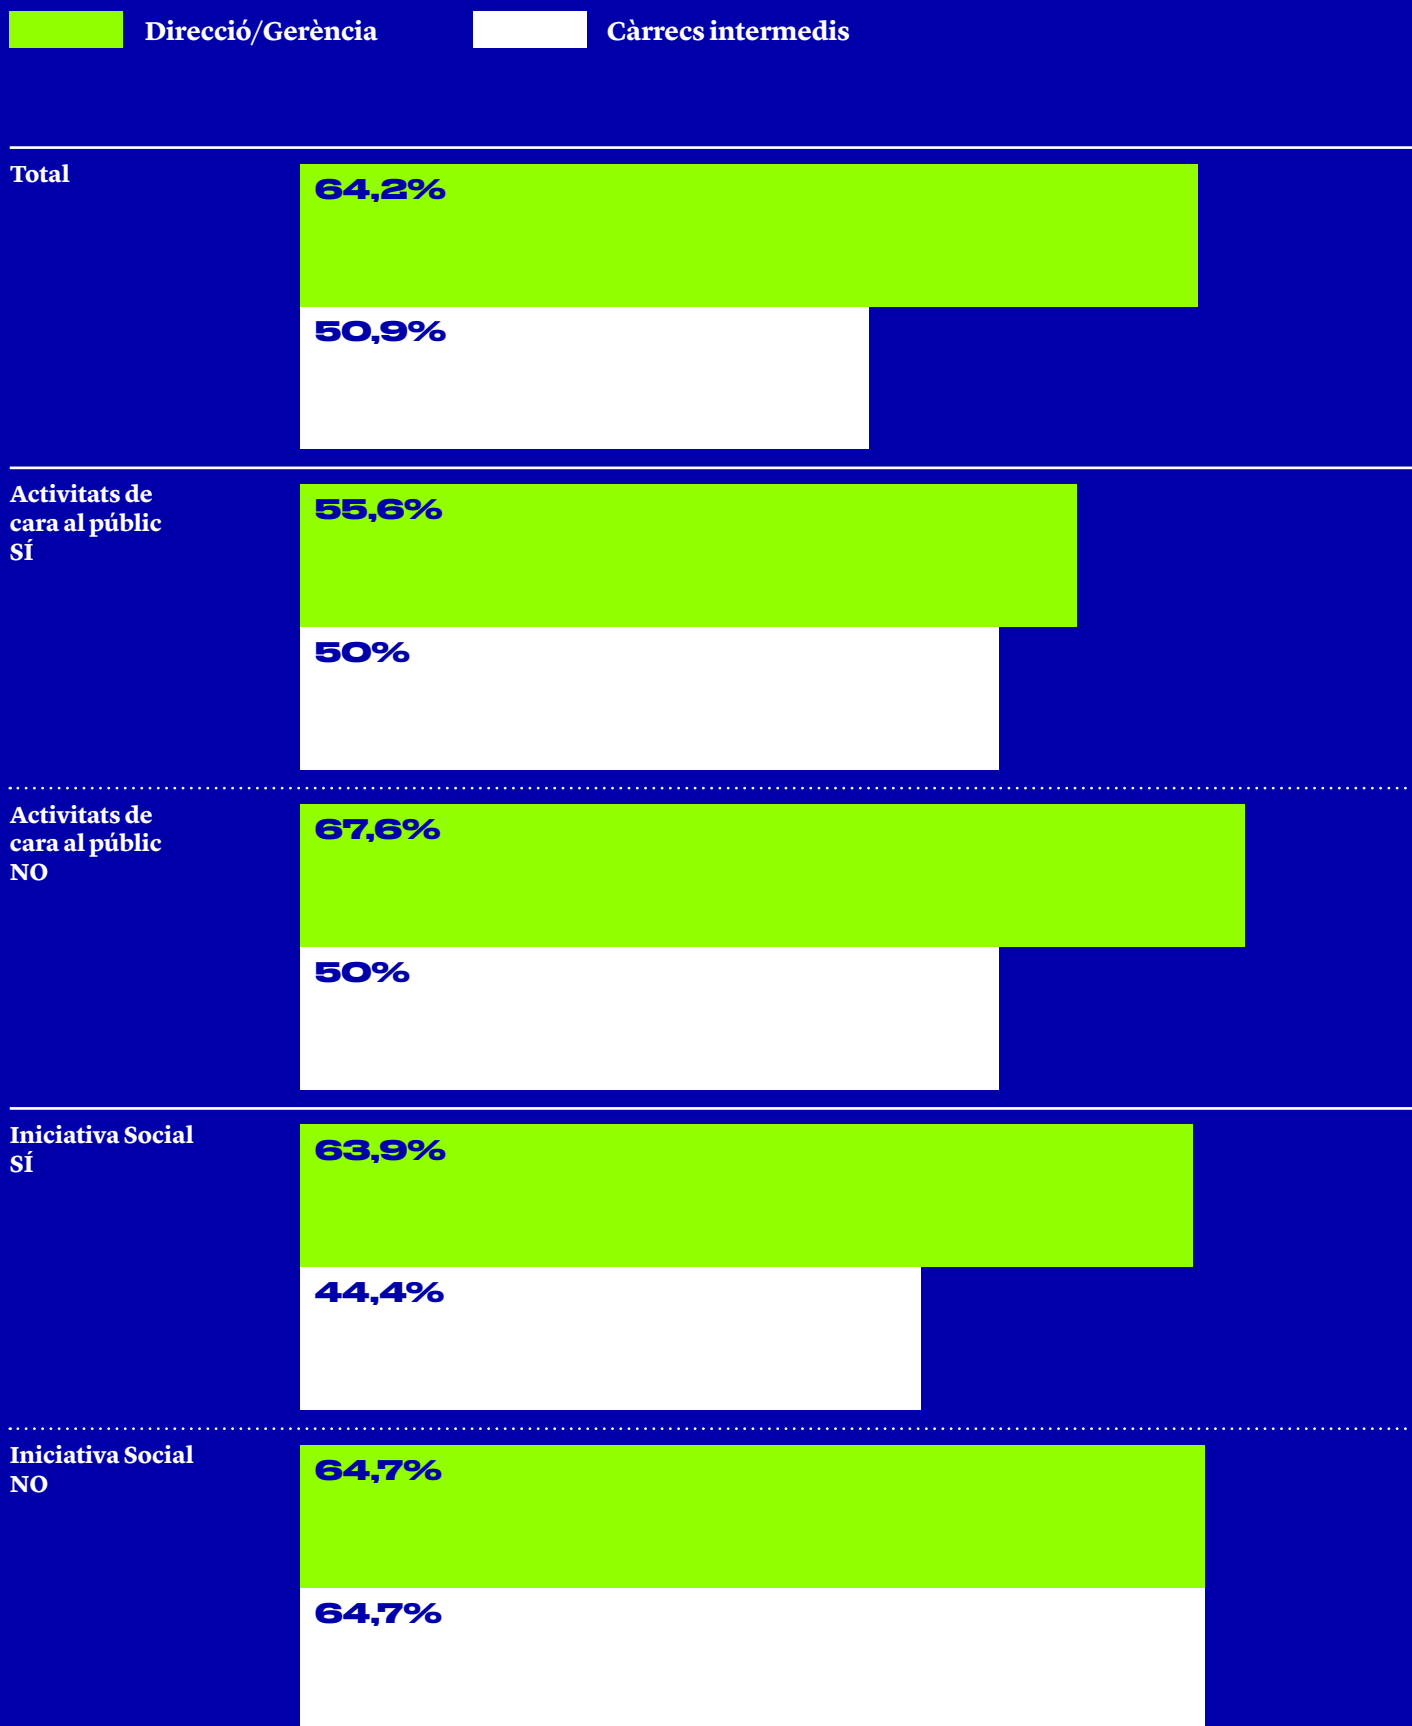 Direcció/Gerència
Càrrecs intermedis
Total
64,2%
50,9%
Activitats de
cara al públic
SÍ
55,6%
50%
Activitats de
cara al públic
NO
67,6%
50%
Iniciativa Social
SÍ
63,9%
44,4%
Iniciativa Social
NO
64,7%
64,7%